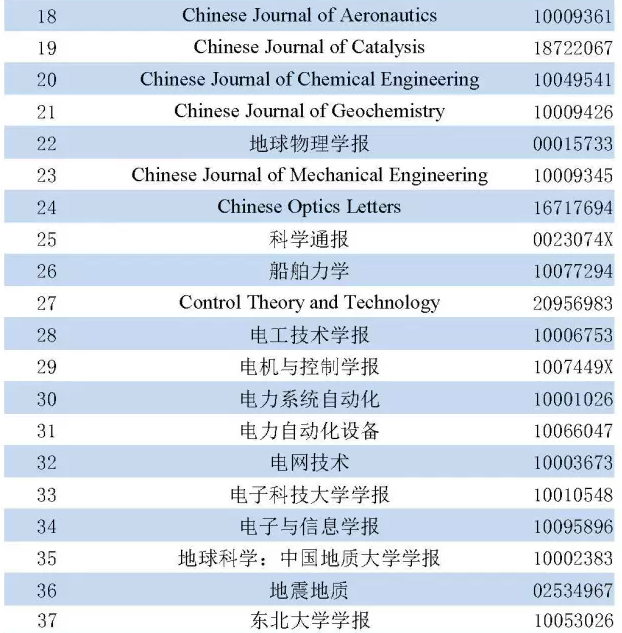 18 Chinese Journal of Aeronautics 10009361
19 Chinese Journal of Catalysis 18722067
20 Chinese Journal of Chemical Engineering 10049541
21 Chinese Journal of Geochemistry 10009426
22 地球物理学报 00015733
23 Chinese Journal of Mechanical Engineering 10009345
24 Chinese Optics Letters 16717694
25 科学通报 0023074X
26 船舶力学 10077294
27 Control Theory and Technology 20956983
28 电工技术学报 10006753
29 电机与控制学报 1007449X
30 电力系统自动化 10001026
31 电力自动化设备 10066047
32 电网技术 10003673
33 电子科技大学学报 10010548
34 电子与信息学报 10095896
35 地球科学：中国地质大学学报 10002383
36 地震地质 02534967
37 东北大学学报 10053026